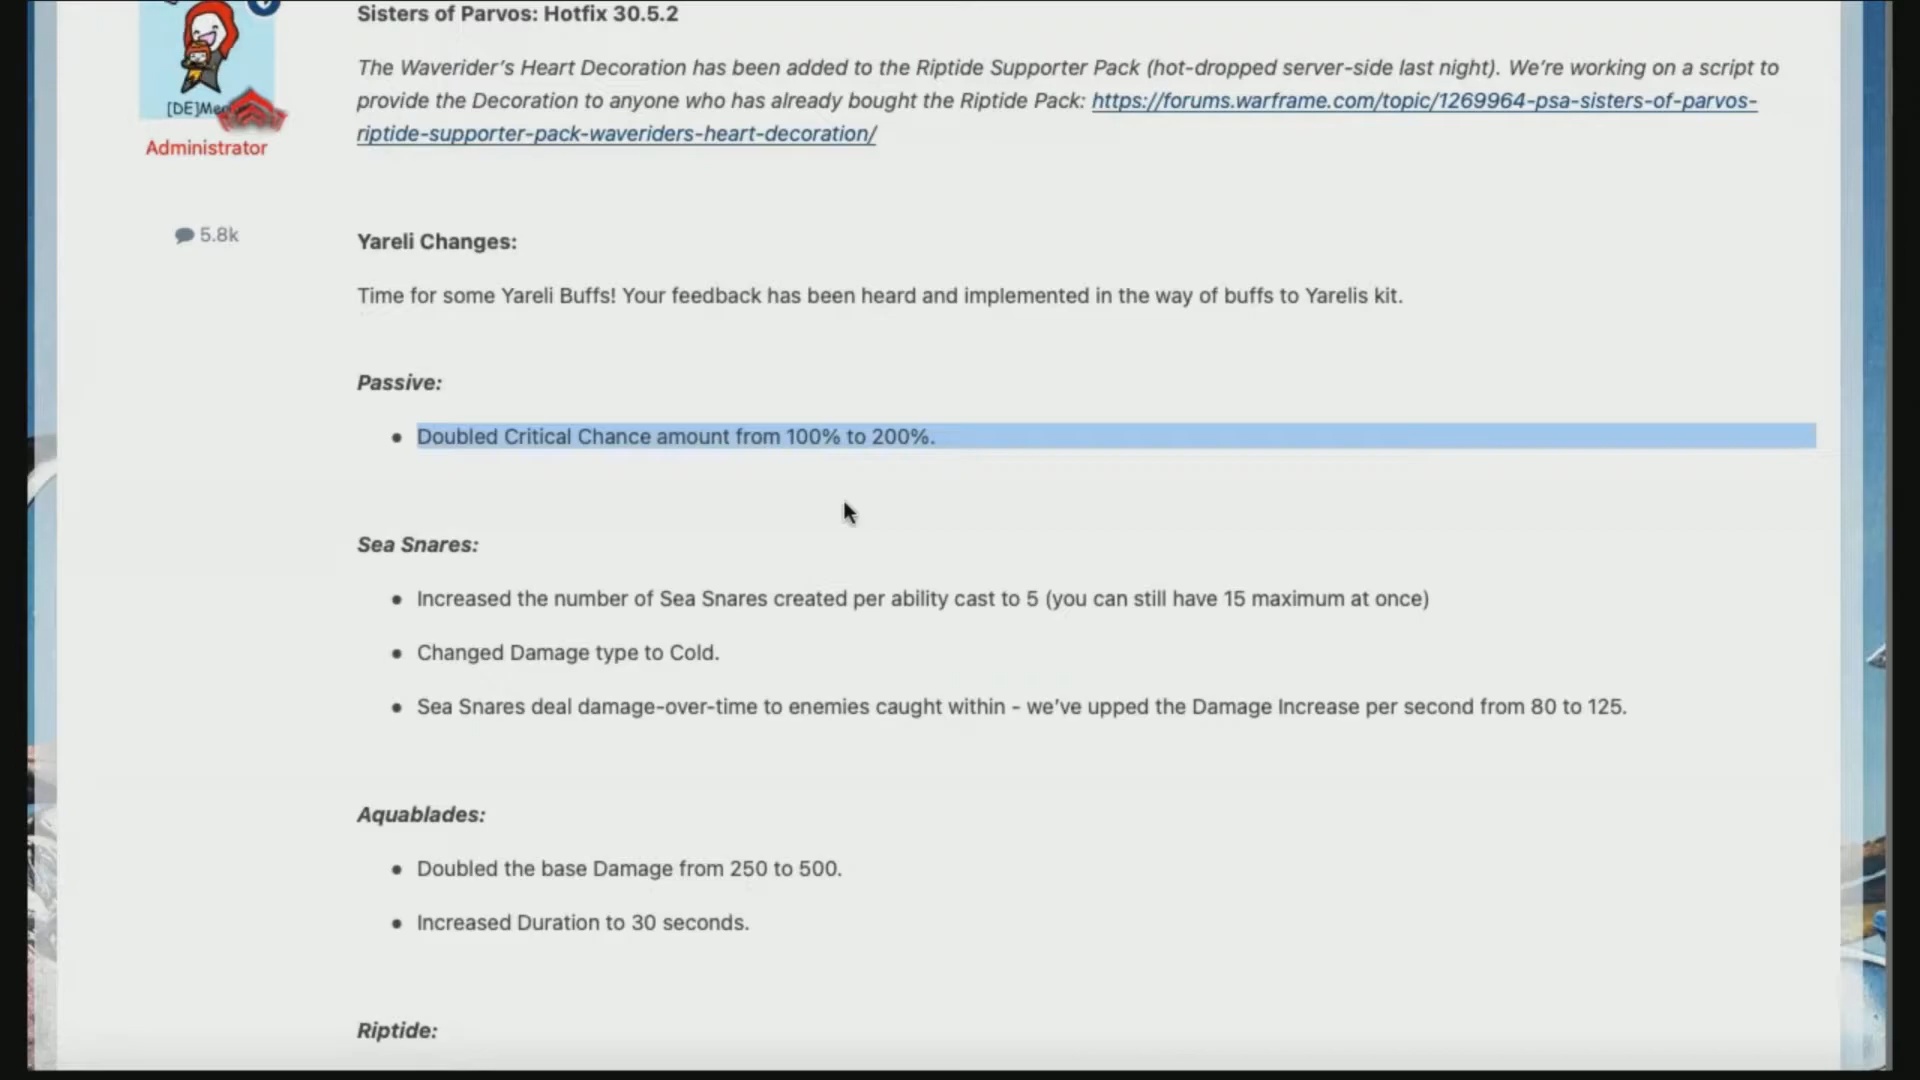 Sisters of Parvos: Hotfix 30.5.2
The Waverider's Heart Decoration has been added to the Riptide Supporter Pack (hot-dropped server-side last night). We're working on a script to
provide the Decoration to anyone who has already bought the Riptide Pack: https://forums.warframe.com/topic/1269964-psa-sisters-of-parvos-
riptide-supporter-pack-waveriders-heart-decoration/
[DE]Me
Administrator
5.8k
Yareli Changes:
Time for some Yareli Buffs! Your feedback has been heard and implemented in the way of buffs to Yarelis kit.
Passive:
• Doubled Critical Chance amount from 100% to 200%.
Sea Snares:
• Increased the number of Sea Snares created per ability cast to 5 (you can still have 15 maximum at once)
• Changed Damage type to Cold.
• Sea Snares deal damage-over-time to enemies caught within - we've upped the Damage Increase per second from 80 to 125.
Aquablades:
• Doubled the base Damage from 250 to 500.
• Increased Duration to 30 seconds.
Riptide: